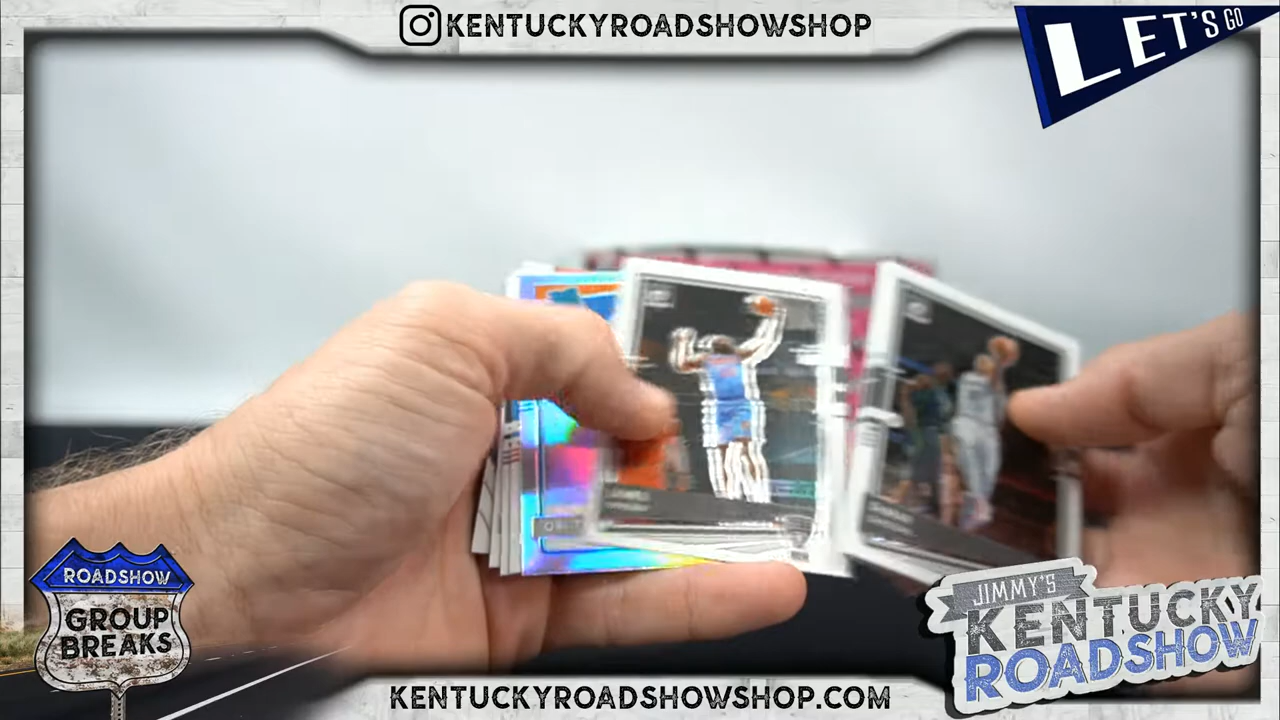 KENTUCKYROADSHOWSHOP
LET'S GO
ROADSHOW
GROUP
BREAKS
JIMMY'S
KENTUCKY
ROADSHOW
KENTUCKYROADSHOWSHOP.COM